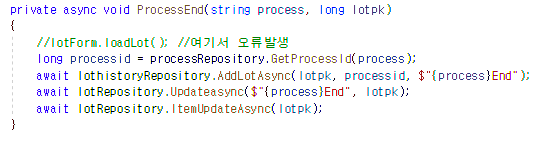 private async void ProcessEnd(string process, long lotpk)
{
//lotForm.loadLot(); //여기서 오류발생
long processid = processRepository.GetProcessId(process);
await lothistoryRepository.AddLotAsync(lotpk, processid, $"{process}End");
await lotRepository.Updateasync($"{process}End", lotpk);
await lotRepository.ItemUpdateAsync(lotpk);
}